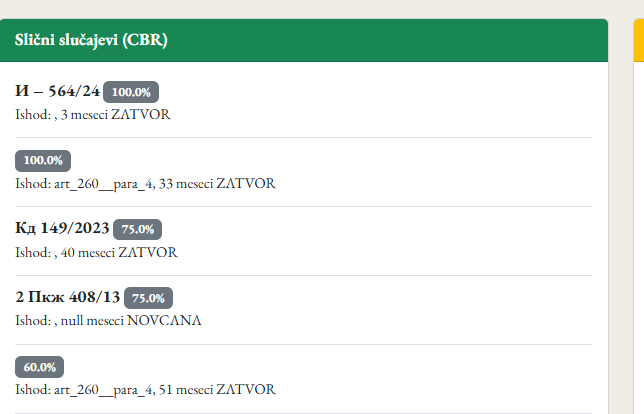 Slični slučajevi (CBR)
И – 564/24 100.0%
Ishod: , 3 meseci ZATVOR
100.0%
Ishod: art_260__para_4, 33 meseci ZATVOR
Кд 149/2023 75.0%
Ishod: , 40 meseci ZATVOR
2 Пкж 408/13 75.0%
Ishod: , null meseci NOVCANA
60.0%
Ishod: art_260__para_4, 51 meseci ZATVOR